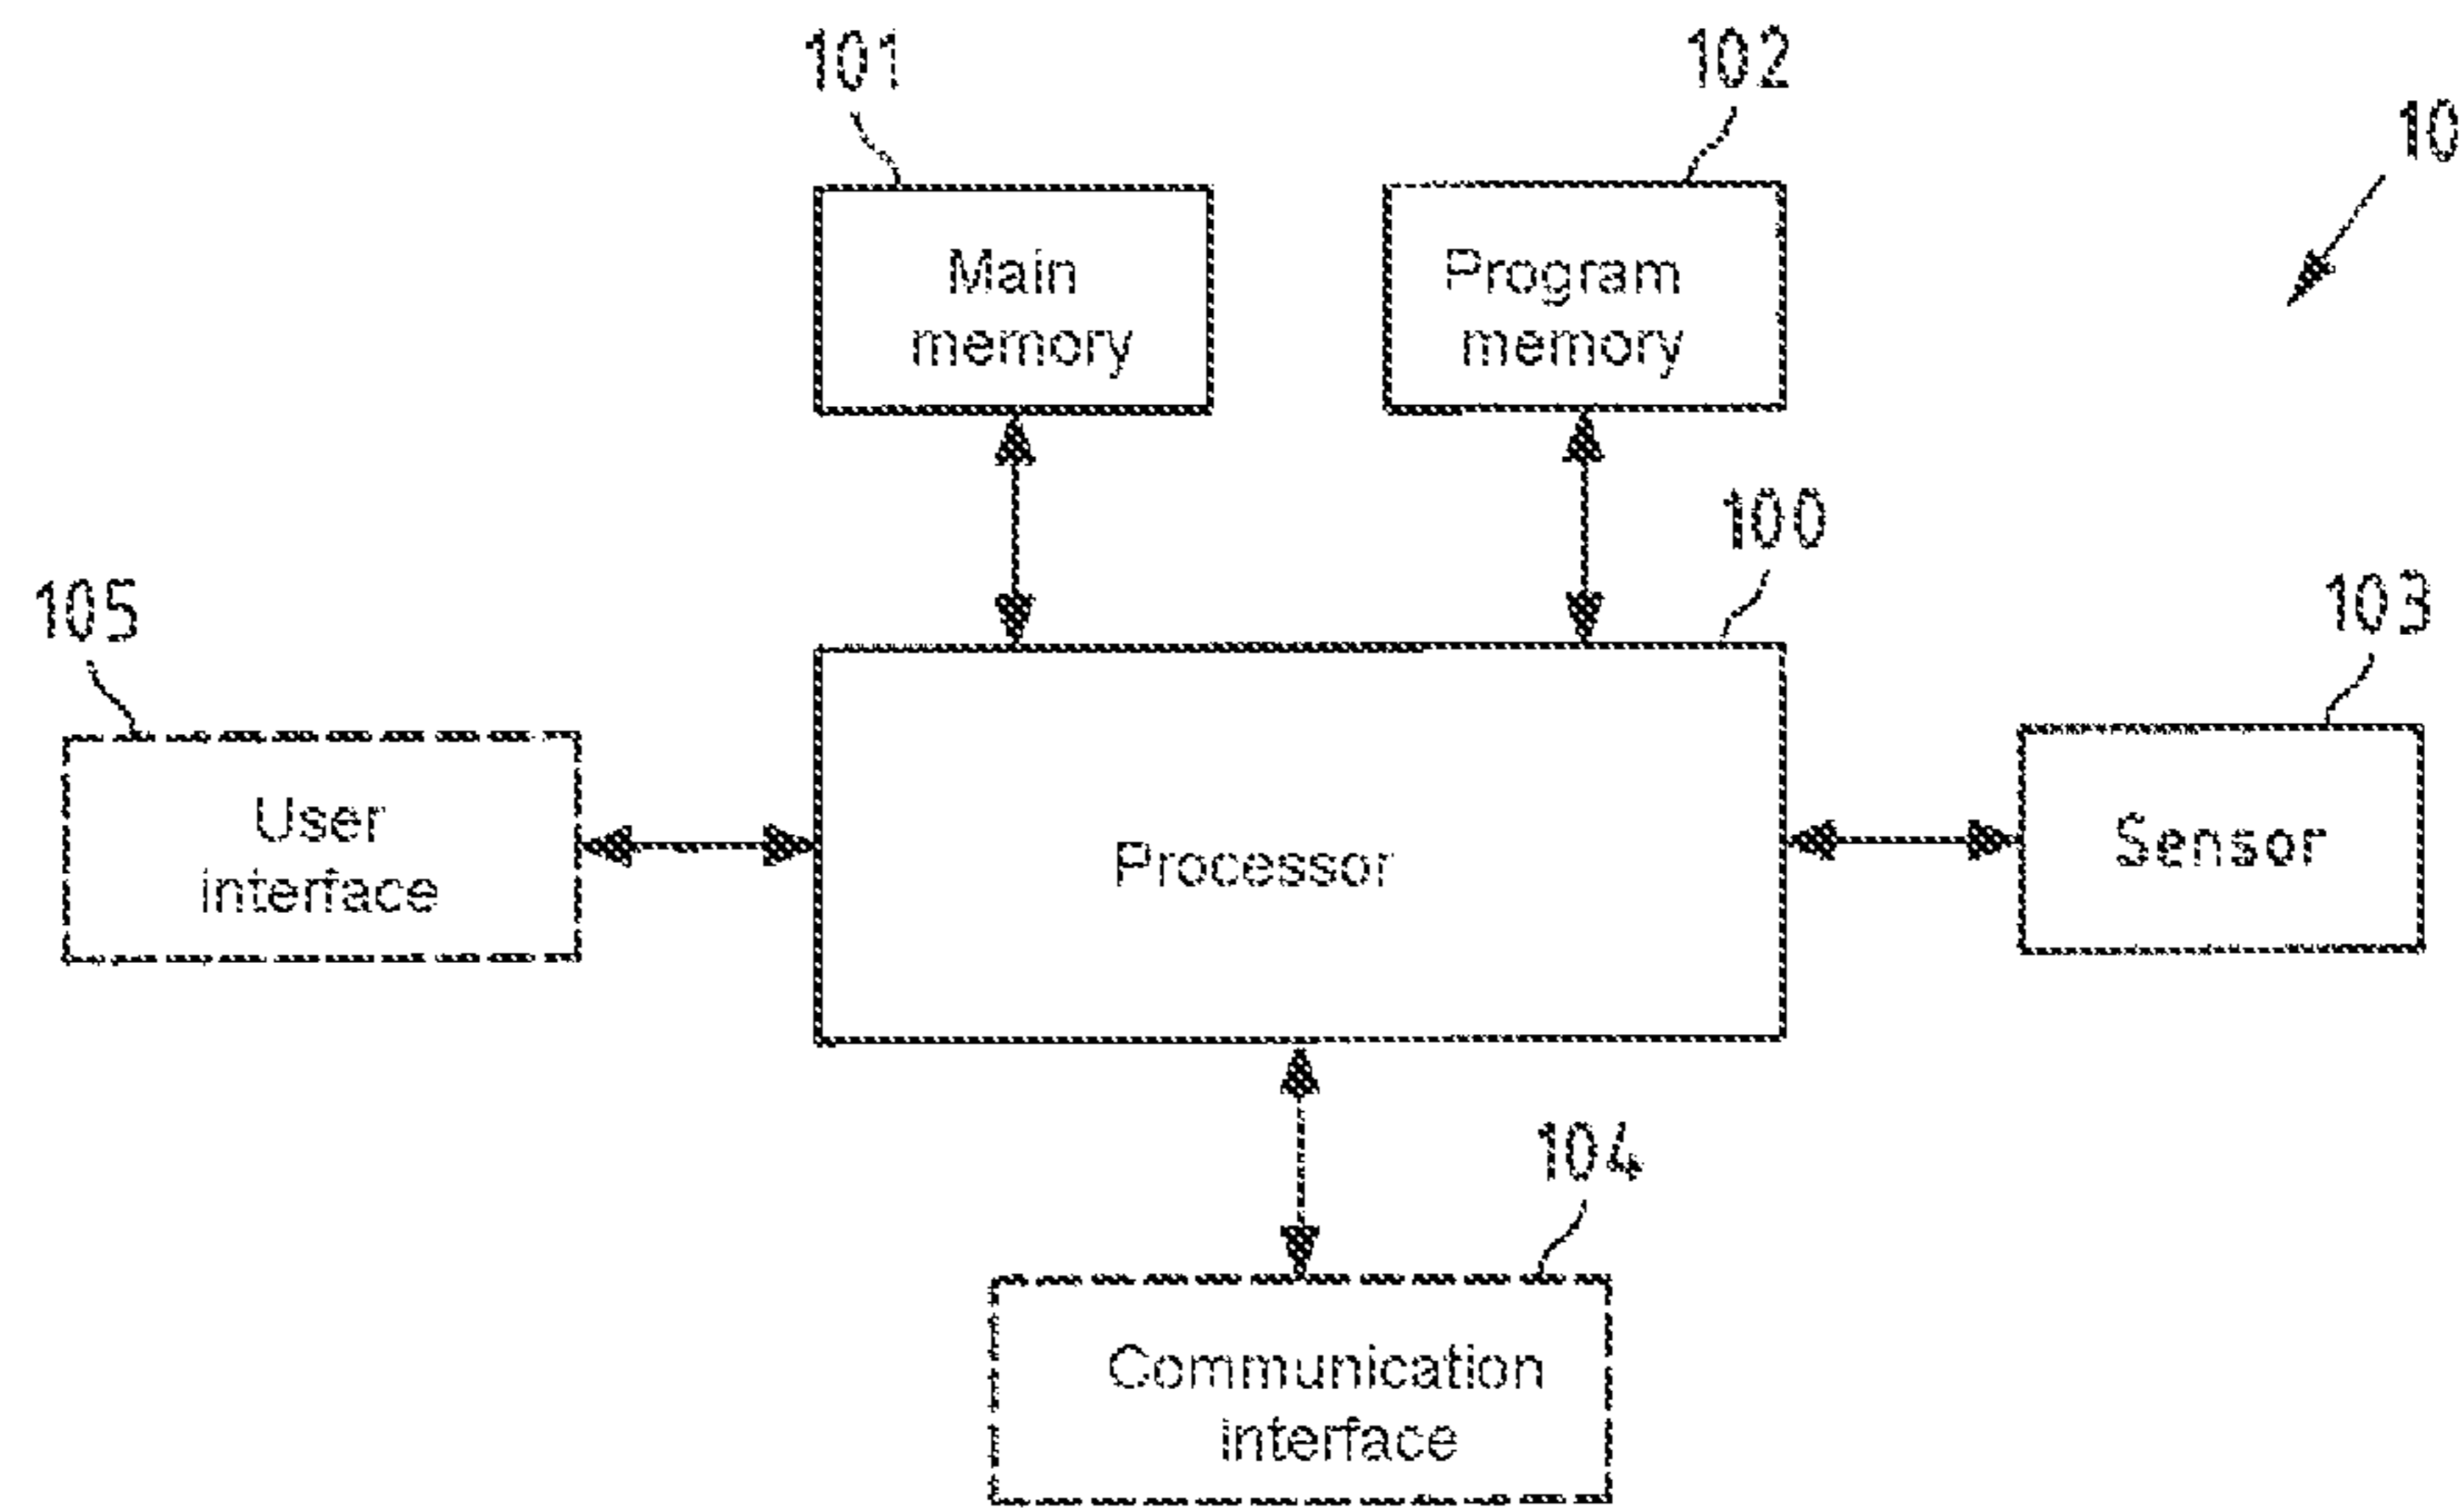 101
102
10
Main
memory
Program
memory
100
105
103
User
interface
Processor
Sensor
104
Communication
interface